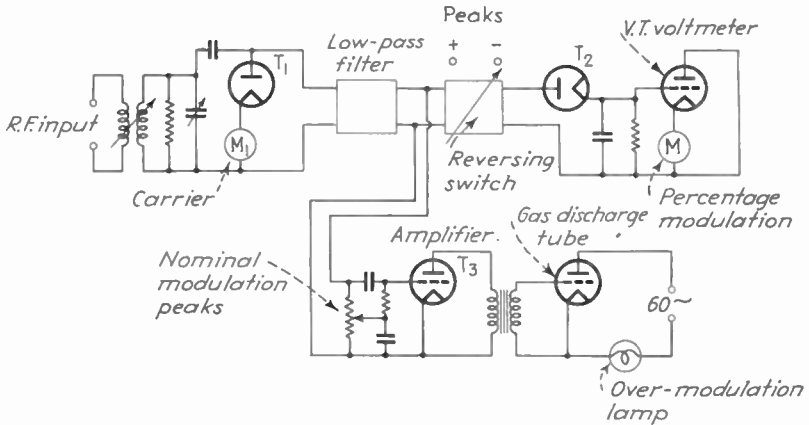 Peaks
+ -
V.T. voltmeter
Low-pass
filter
T1
T2
R.F. input
M1
M
Carrier
Reversing
switch
Percentage
modulation
Gas discharge
tube
Amplifier.
T3
Nominal
modulation
peaks
60~
Over-modulation
lamp